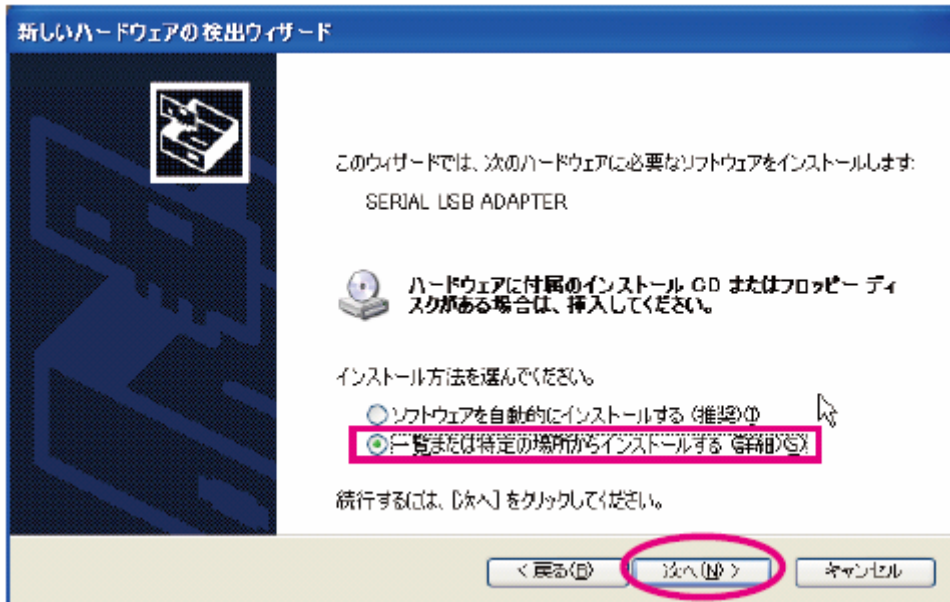 新しいハードウェアの検出ウィザード
このウィザードでは、次のハードウェアに必要なソフトウェアをインストールします:
SERIAL USB ADAPTER
ハードウェアに付属のインストール CD またはフロッピー ディ
スクがある場合は、挿入してください。
インストール方法を選んでください。
ソフトウェアを自動的にインストールする (推奨)(I)
一覧または特定の場所からインストールする (詳細)(S)
続行するには、[次へ] をクリックしてください。
< 戻る(B)
次へ(N) >
キャンセル